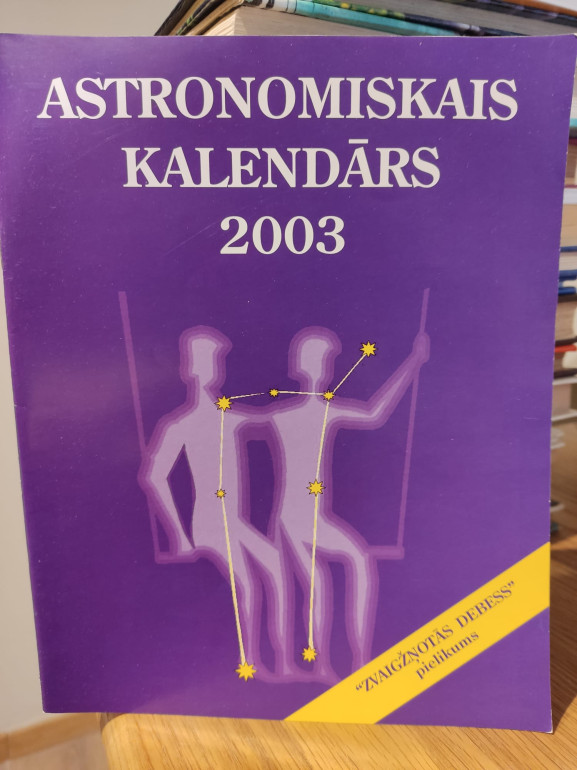 ASTRONOMISKAIS
KALENDĀRS
2003
“ZVAIGŽŅOTĀS DEBESS”
pielikums